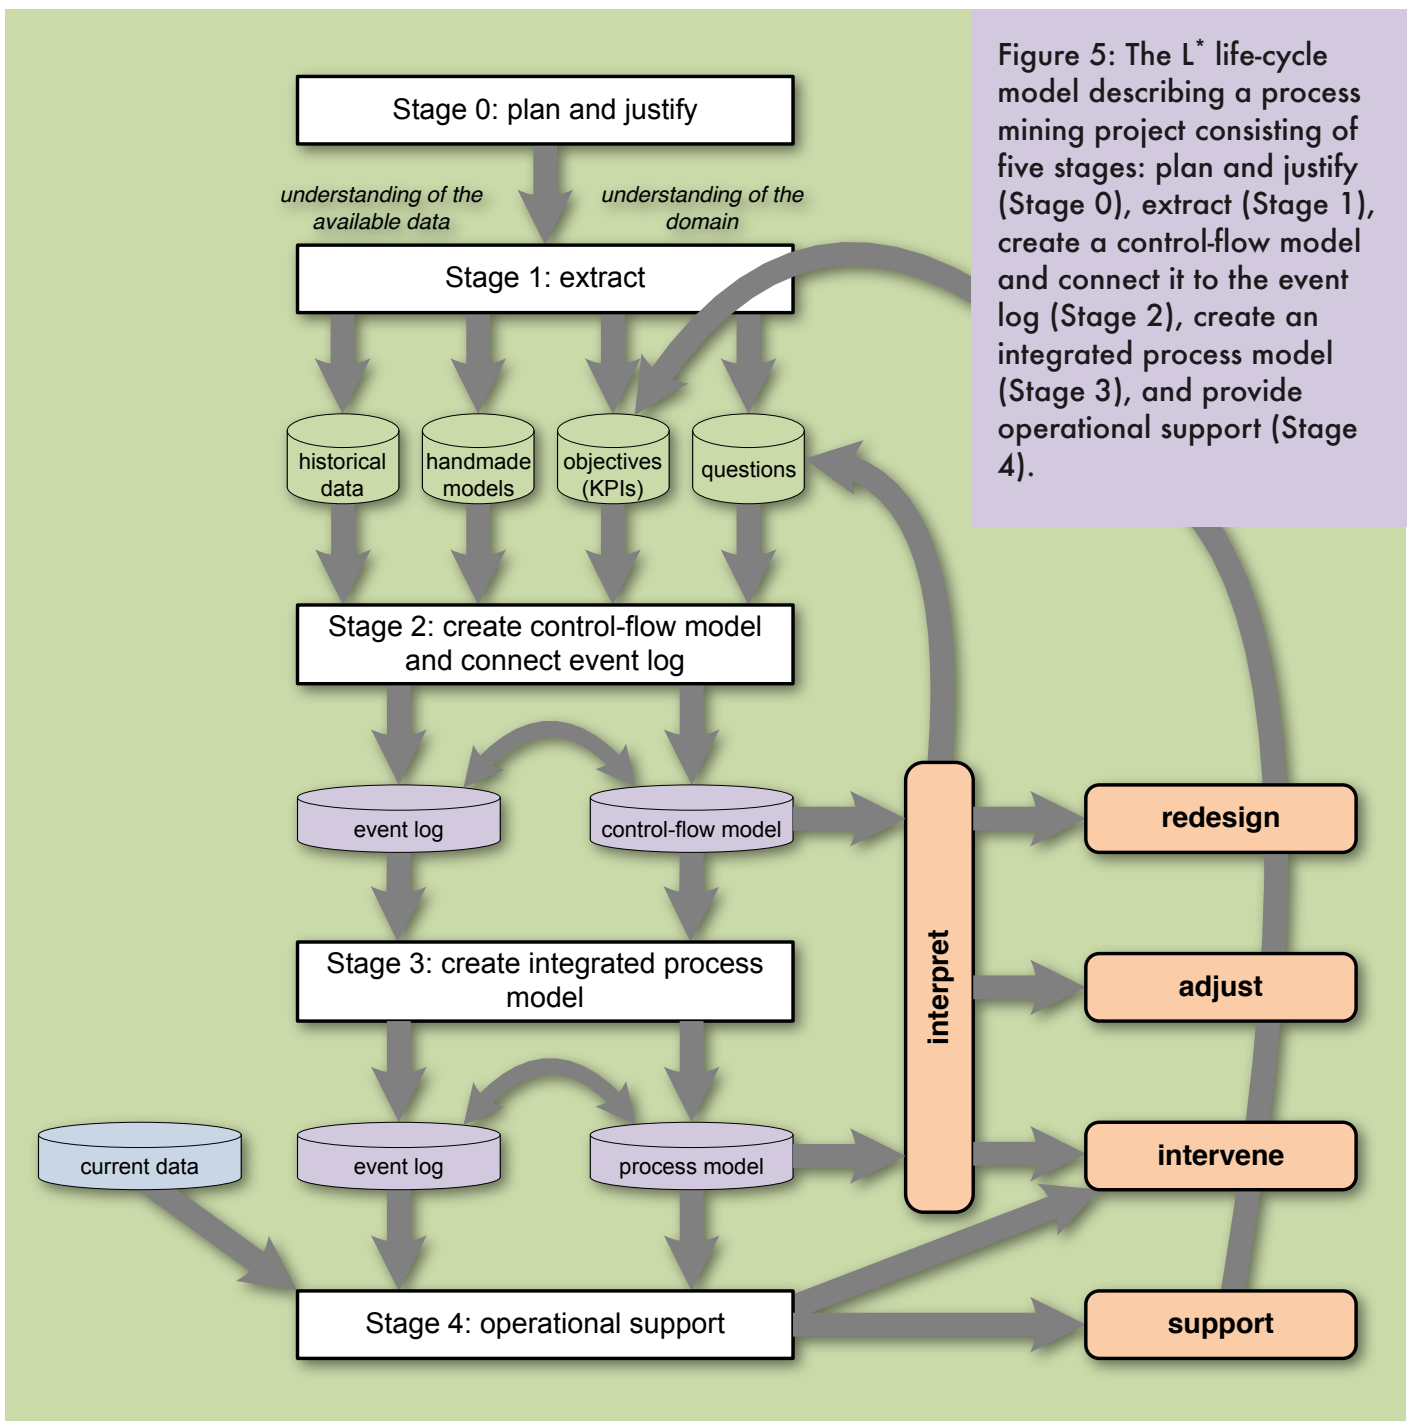 Figure 5: The L* life-cycle
model describing a process
mining project consisting of
five stages: plan and justify
(Stage 0), extract (Stage 1),
create a control-flow model
and connect it to the event
log (Stage 2), create an
integrated process model
(Stage 3), and provide
operational support (Stage
4).
Stage 0: plan and justify
understanding of the
available data
understanding of the
domain
Stage 1: extract
historical
data
handmade
models
objectives
(KPIs)
questions
Stage 2: create control-flow model
and connect event log
event log
control-flow model
interpret
redesign
Stage 3: create integrated process
model
adjust
current data
event log
process model
intervene
Stage 4: operational support
support